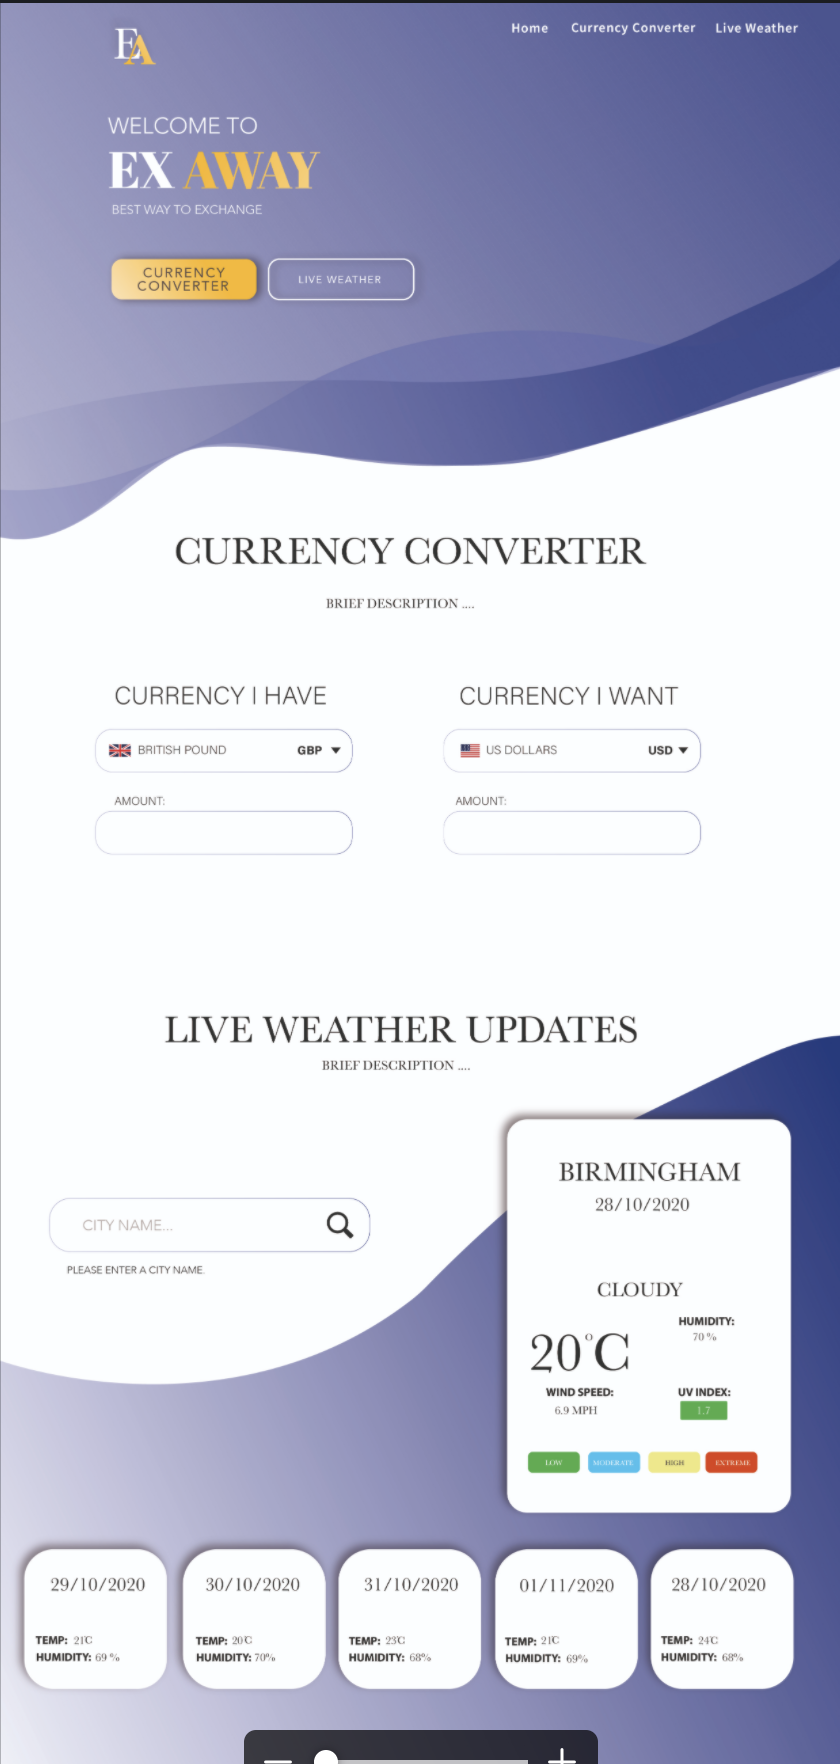 EA
Home Currency Converter Live Weather
WELCOME TO
EX AWAY
BEST WAY TO EXCHANGE
CURRENCY
CONVERTER
LIVE WEATHER
CURRENCY CONVERTER
BRIEF DESCRIPTION ....
CURRENCY I HAVE
BRITISH POUND GBP
AMOUNT:
CURRENCY I WANT
US DOLLARS USD
AMOUNT:
LIVE WEATHER UPDATES
BRIEF DESCRIPTION ....
CITY NAME...
PLEASE ENTER A CITY NAME.
BIRMINGHAM
28/10/2020
CLOUDY
20°C
HUMIDITY:
70 %
WIND SPEED:
6.9 MPH
UV INDEX:
1.7
LOW MODERATE HIGH EXTREME
29/10/2020
TEMP: 21°C
HUMIDITY: 69 %
30/10/2020
TEMP: 20°C
HUMIDITY: 70%
31/10/2020
TEMP: 23°C
HUMIDITY: 68%
01/11/2020
TEMP: 21°C
HUMIDITY: 69%
28/10/2020
TEMP: 24°C
HUMIDITY: 68%